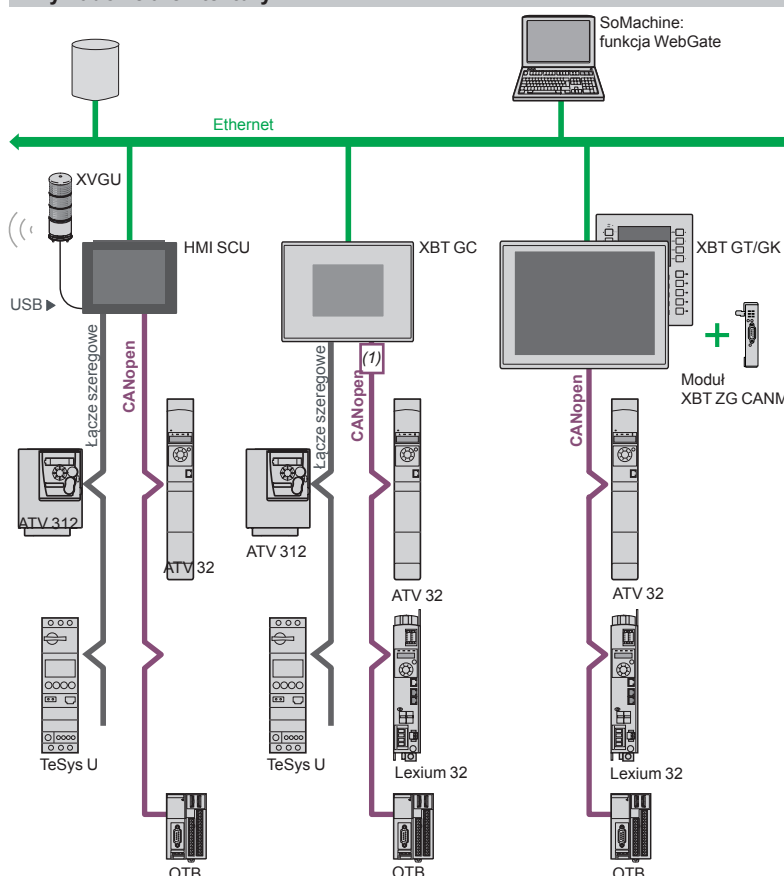 SoMachine:
funkcja WebGate
Ethernet
XVGU
HMI SCU
XBT GC
XBT GT/GK
USB
Łącze szeregowe
CANopen
Łącze szeregowe
CANopen
(1)
CANopen
+
Moduł
XBT ZG CANM
ATV 312
ATV 32
ATV 312
ATV 32
ATV 32
TeSys U
TeSys U
Lexium 32
Lexium 32
OTB
OTB
OTB